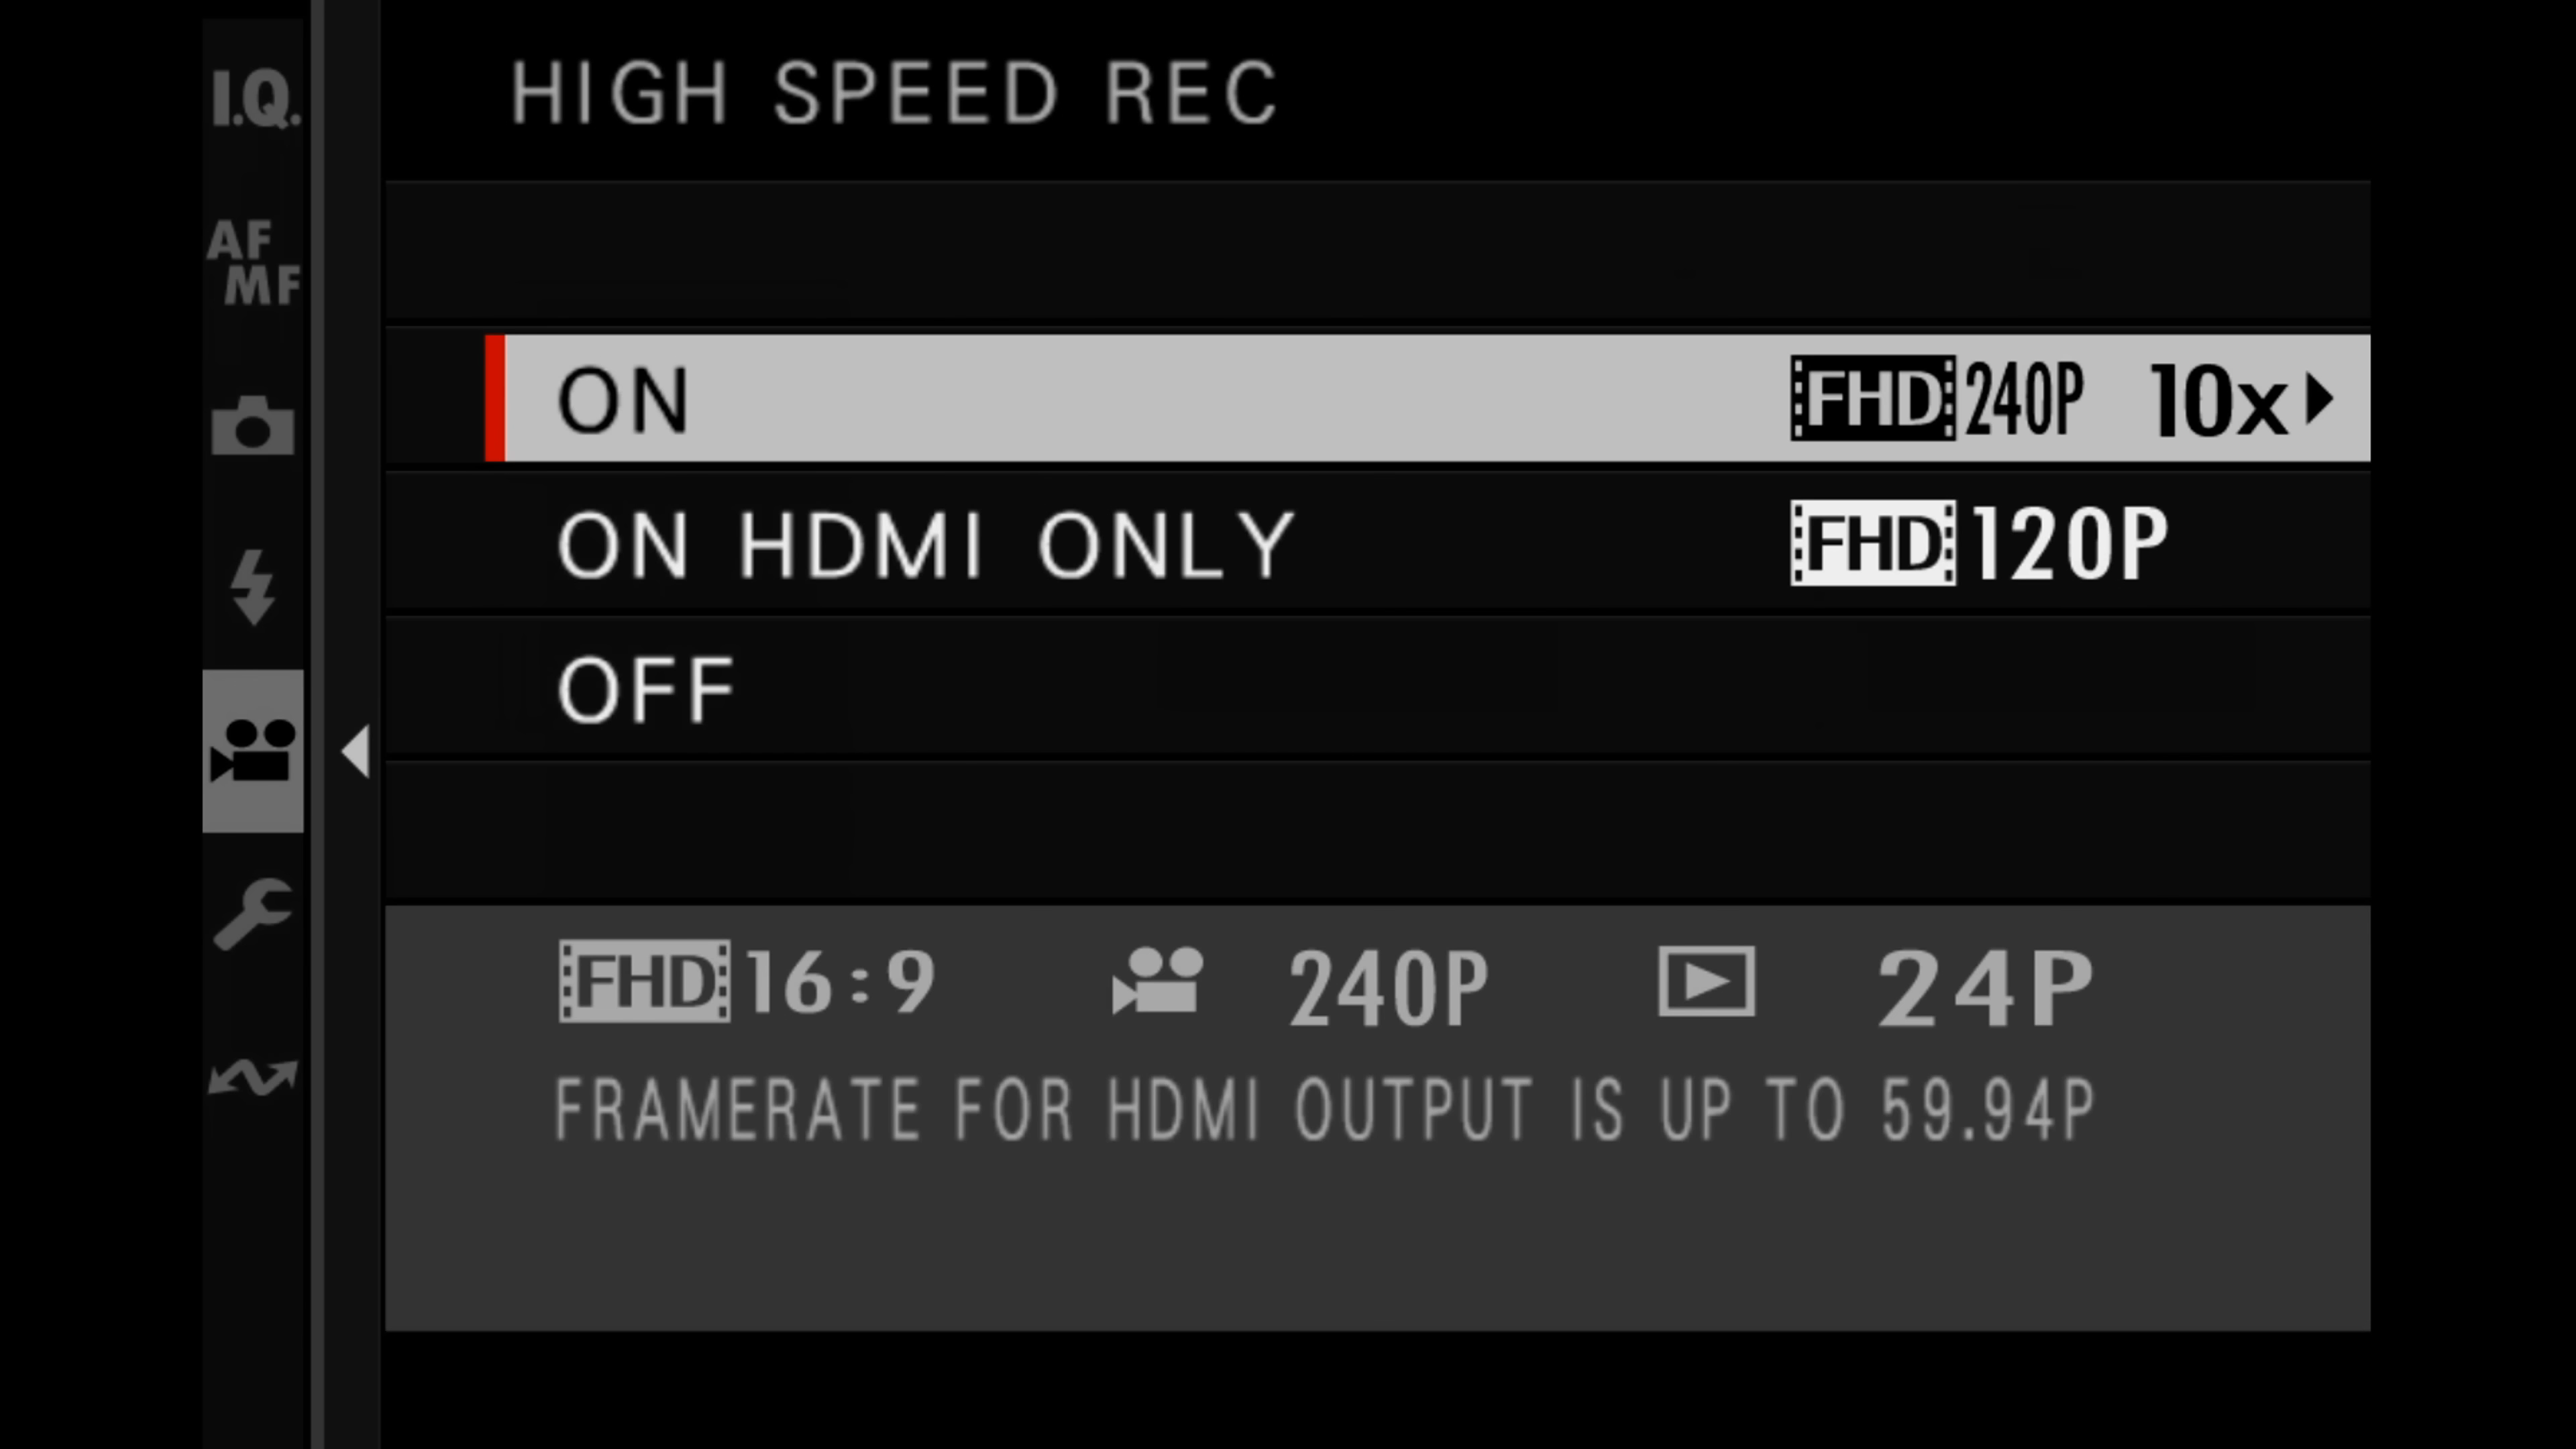 I.Q.
AF
MF
HIGH SPEED REC
ON FHD 240P 10x
ON HDMI ONLY FHD 120P
OFF
FHD 16:9 240P 24P
FRAMERATE FOR HDMI OUTPUT IS UP TO 59.94P